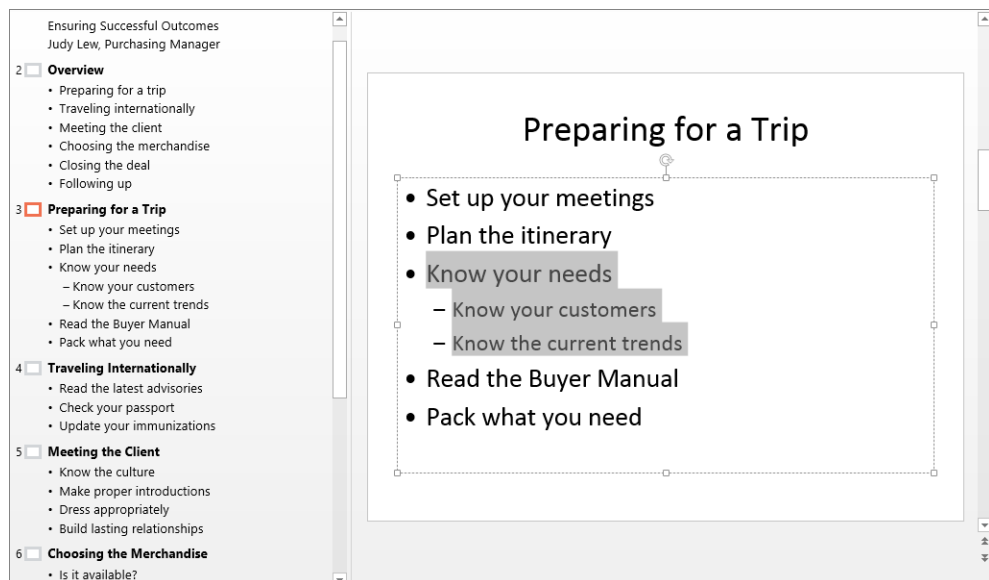 Ensuring Successful Outcomes
Judy Lew, Purchasing Manager
2 Overview
• Preparing for a trip
• Traveling internationally
• Meeting the client
• Choosing the merchandise
• Closing the deal
• Following up
3 Preparing for a Trip
• Set up your meetings
• Plan the itinerary
• Know your needs
– Know your customers
– Know the current trends
• Read the Buyer Manual
• Pack what you need
4 Traveling Internationally
• Read the latest advisories
• Check your passport
• Update your immunizations
5 Meeting the Client
• Know the culture
• Make proper introductions
• Dress appropriately
• Build lasting relationships
6 Choosing the Merchandise
• Is it available?
Preparing for a Trip
• Set up your meetings
• Plan the itinerary
• Know your needs
– Know your customers
– Know the current trends
• Read the Buyer Manual
• Pack what you need